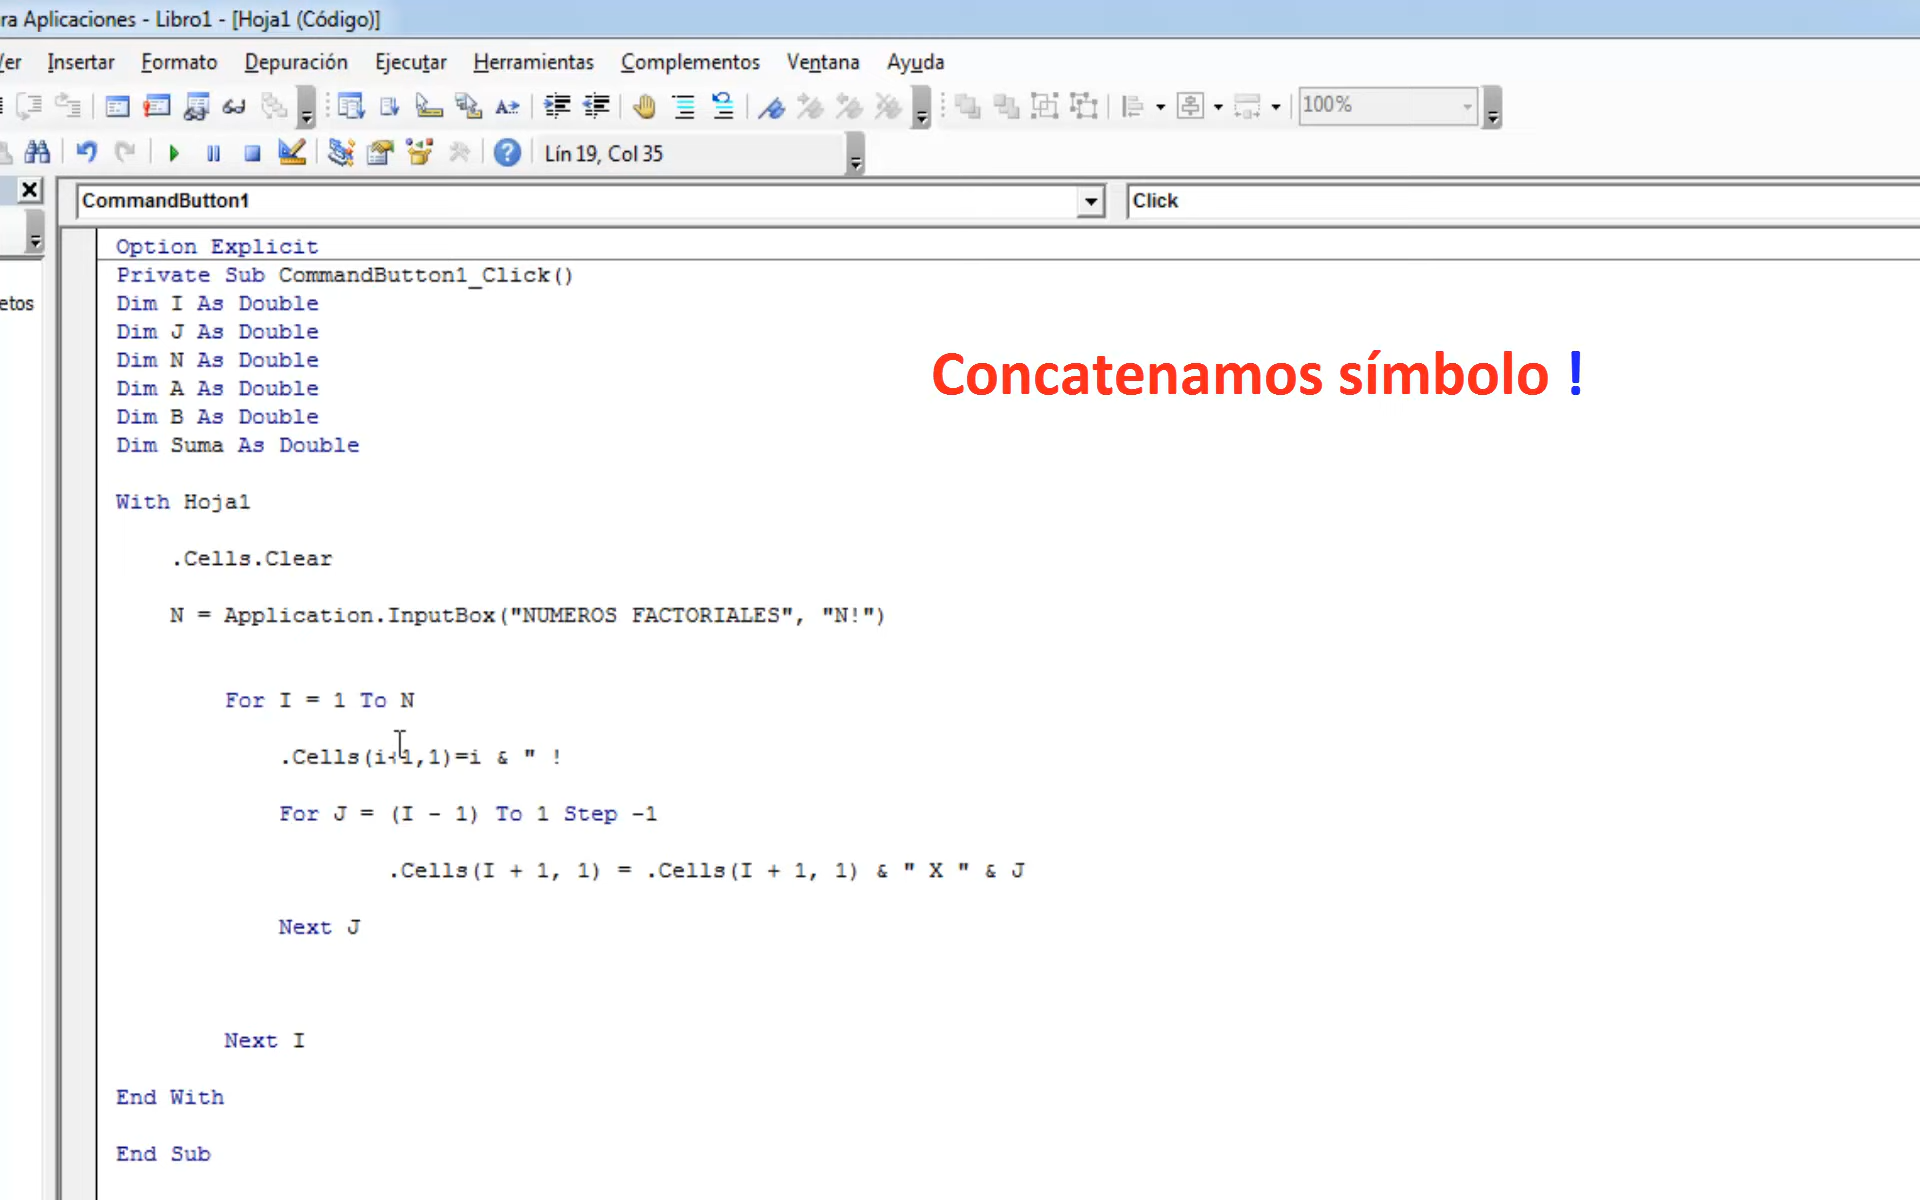 ra Aplicaciones - Libro1 - [Hoja1 (Código)]
Ver Insertar Formato Depuración Ejecutar Herramientas Complementos Ventana Ayuda
100%
Lín 19, Col 35
CommandButton1 Click
etos
Option Explicit
Private Sub CommandButton1_Click()
Dim I As Double
Dim J As Double
Dim N As Double
Dim A As Double
Dim B As Double
Dim Suma As Double
Concatenamos símbolo !
With Hoja1
.Cells.Clear
N = Application.InputBox("NUMEROS FACTORIALES", "N!")
For I = 1 To N
.Cells(i+1,1)=i & " !
For J = (I - 1) To 1 Step -1
.Cells(I + 1, 1) = .Cells(I + 1, 1) & " X " & J
Next J
Next I
End With
End Sub